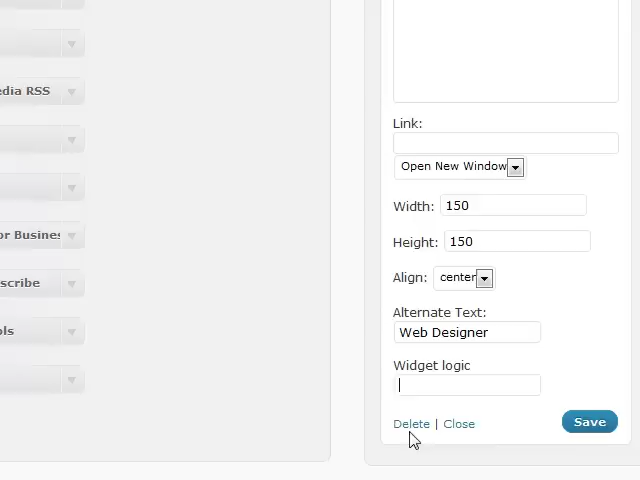 edia RSS
or Busines
scribe
ols
Link:
Open New Window
Width: 150
Height: 150
Align: center
Alternate Text:
Web Designer
Widget logic
Delete | Close
Save